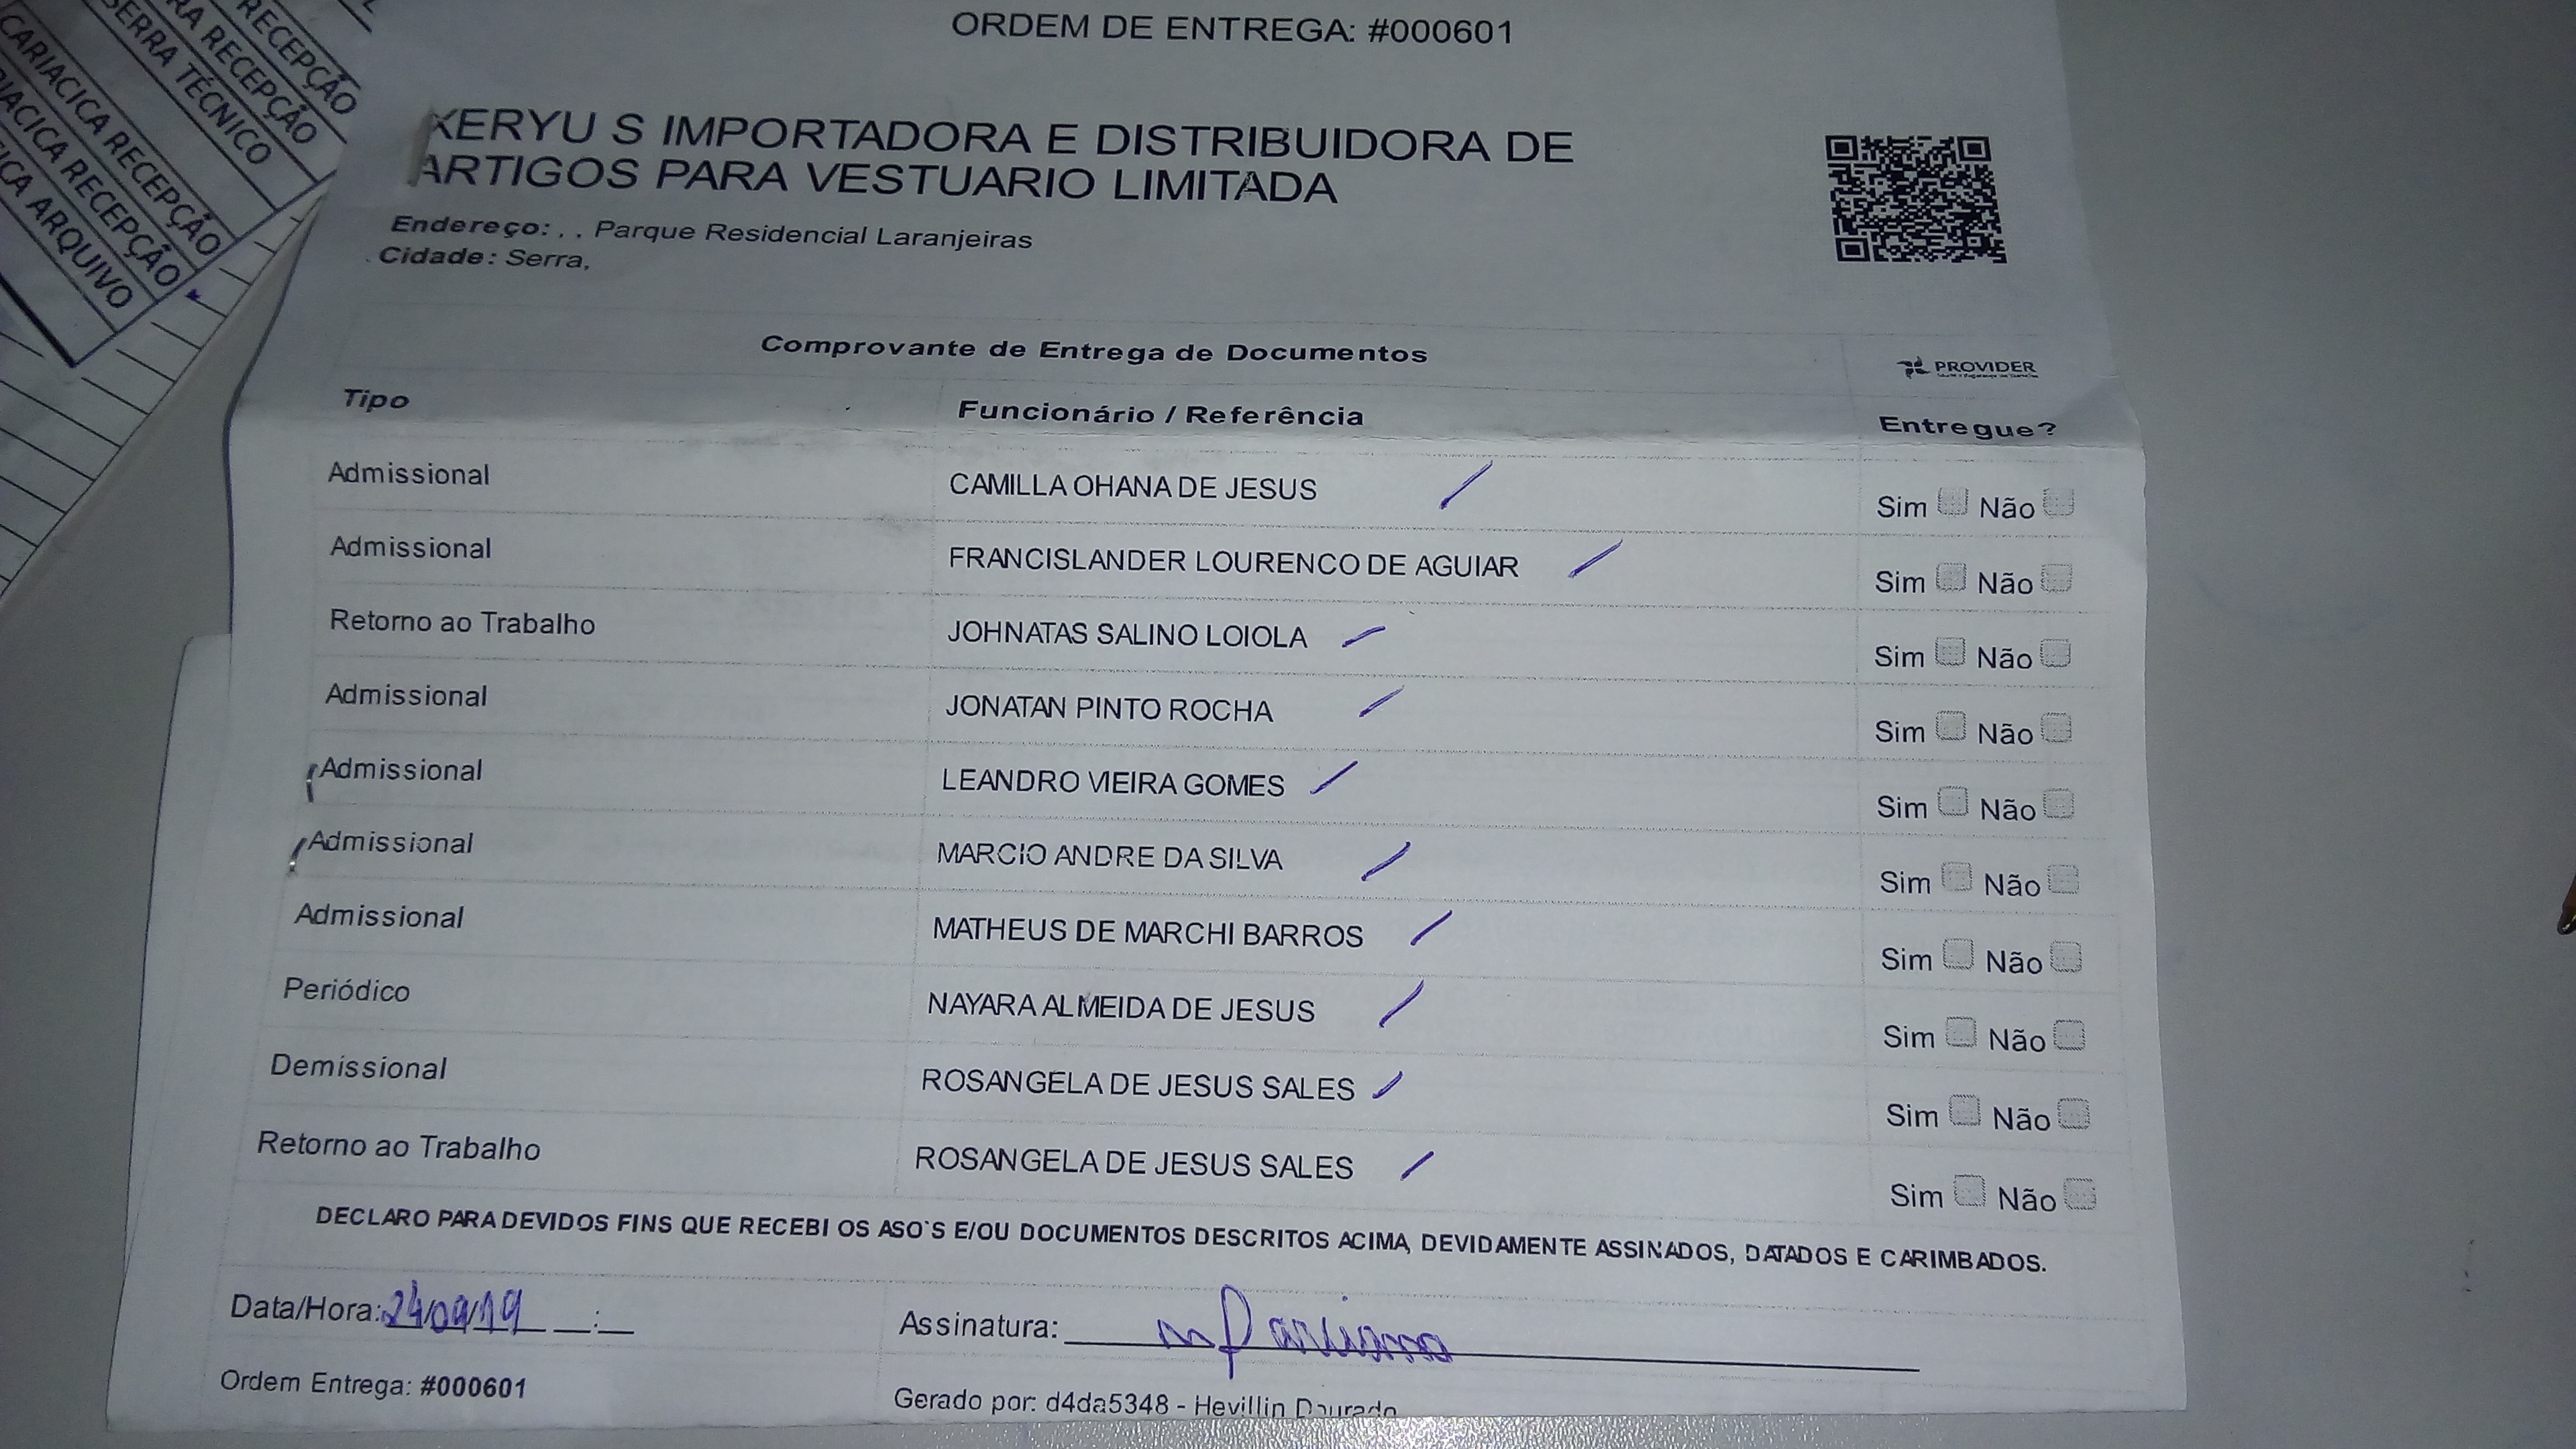 RECEPÇÃO
RA RECEPÇÃO
SERRA TÉCNICO
CARIACICA RECEPÇÃO
IACICA RECEPÇÃO
ICA ARQUIVO
ORDEM DE ENTREGA: #000601
XERYU S IMPORTADORA E DISTRIBUIDORA DE
ARTIGOS PARA VESTUARIO LIMITADA
Endereço: , , Parque Residencial Laranjeiras
Cidade: Serra,
Comprovante de Entrega de Documentos
PROVIDER
Tipo Funcionário / Referência Entregue?
Admissional CAMILLA OHANA DE JESUS Sim Não
Admissional FRANCISLANDER LOURENCO DE AGUIAR Sim Não
Retorno ao Trabalho JOHNATAS SALINO LOIOLA Sim Não
Admissional JONATAN PINTO ROCHA Sim Não
Admissional LEANDRO VIEIRA GOMES Sim Não
Admissional MARCIO ANDRE DA SILVA Sim Não
Admissional MATHEUS DE MARCHI BARROS Sim Não
Periódico NAYARA ALMEIDA DE JESUS Sim Não
Demissional ROSANGELA DE JESUS SALES Sim Não
Retorno ao Trabalho ROSANGELA DE JESUS SALES Sim Não
DECLARO PARA DEVIDOS FINS QUE RECEBI OS ASO`S E/OU DOCUMENTOS DESCRITOS ACIMA, DEVIDAMENTE ASSINADOS, DATADOS E CARIMBADOS.
Data/Hora: 24/09/19 __:__ Assinatura:
Ordem Entrega: #000601 Gerado por: d4da5348 - Hevillin Dourado